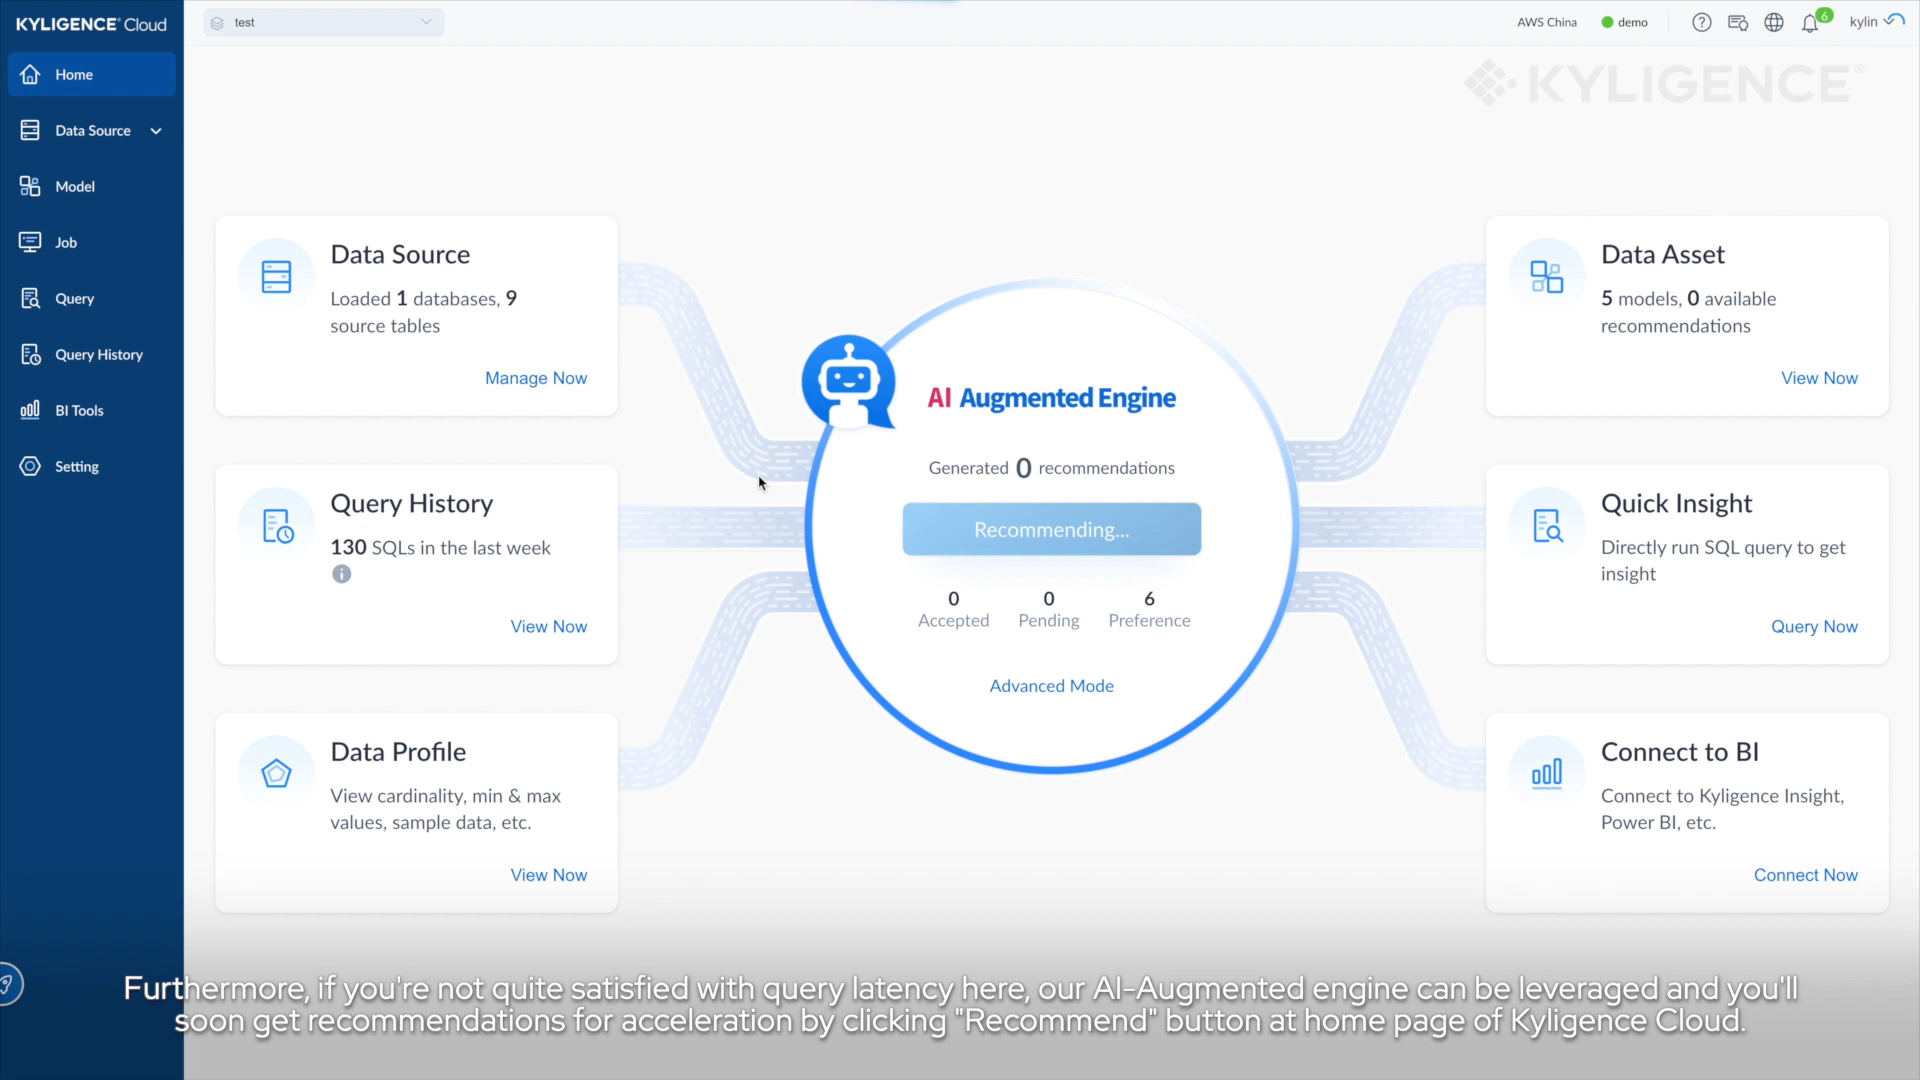 KYLIGENCE® Cloud
test
AWS China
demo
6
kylin
KYLIGENCE®
Home
Data Source
Model
Job
Query
Query History
BI Tools
Setting
Data Source
Loaded 1 databases, 9
source tables
Manage Now
Query History
130 SQLs in the last week
View Now
Data Profile
View cardinality, min & max
values, sample data, etc.
View Now
AI Augmented Engine
Generated 0 recommendations
Recommending...
0 0 6
Accepted Pending Preference
Advanced Mode
Data Asset
5 models, 0 available
recommendations
View Now
Quick Insight
Directly run SQL query to get
insight
Query Now
Connect to BI
Connect to Kyligence Insight,
Power BI, etc.
Connect Now
Furthermore, if you're not quite satisfied with query latency here, our AI-Augmented engine can be leveraged and you'll
soon get recommendations for acceleration by clicking "Recommend" button at home page of Kyligence Cloud.